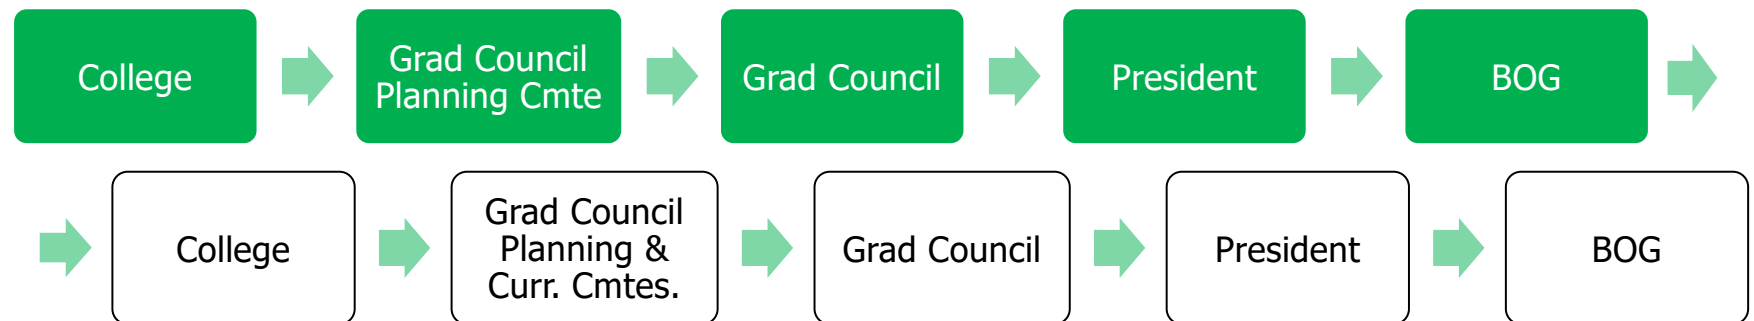 College
Grad Council
Planning Cmte
Grad Council
President
BOG
College
Grad Council
Planning &
Curr. Cmtes.
Grad Council
President
BOG